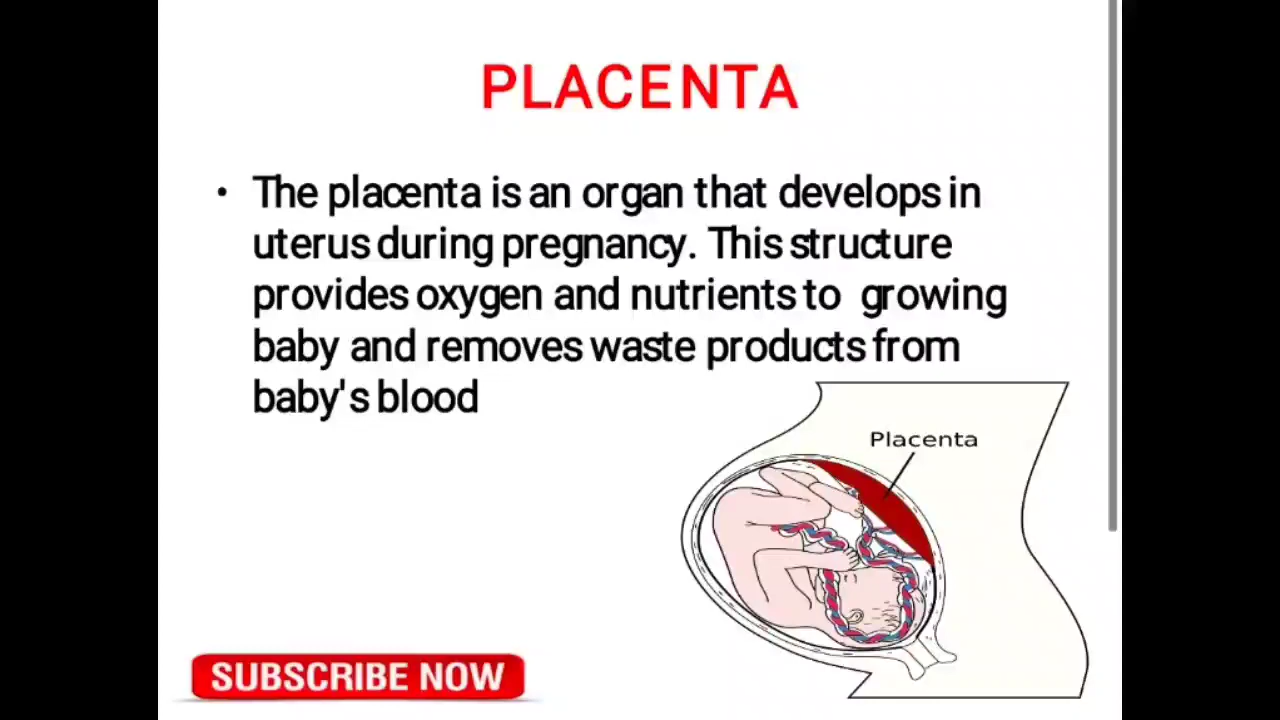 PLACENTA
• The placenta is an organ that develops in
uterus during pregnancy. This structure
provides oxygen and nutrients to growing
baby and removes waste products from
baby's blood
Placenta
SUBSCRIBE NOW